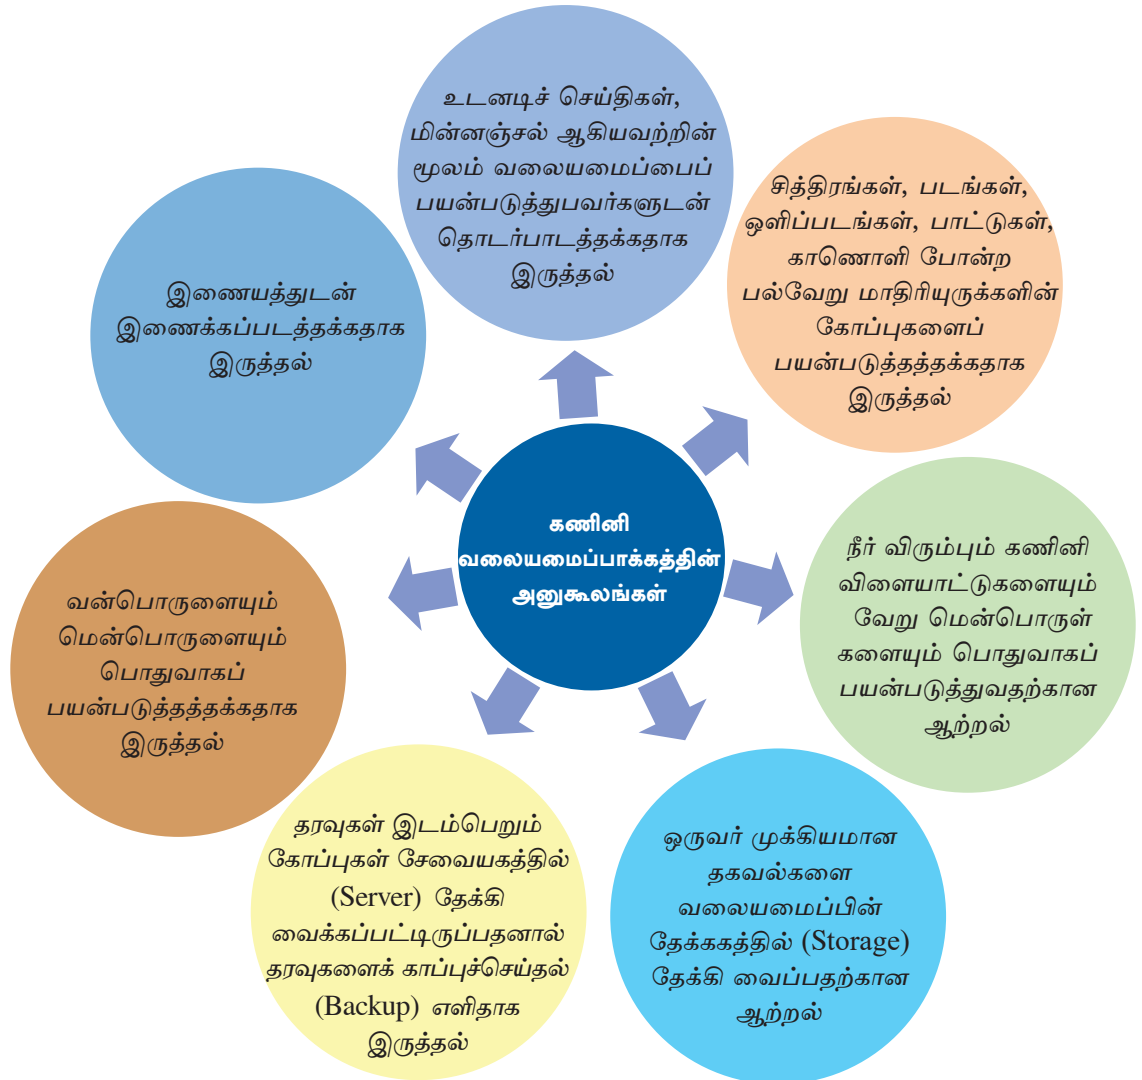 உடனடிச் செய்திகள்,
மின்னஞ்சல் ஆகியவற்றின்
மூலம் வலையமைப்பைப்
பயன்படுத்துபவர்களுடன்
தொடர்பாடத்தக்கதாக
இருத்தல்
சித்திரங்கள், படங்கள்,
ஒளிப்படங்கள், பாட்டுகள்,
காணொளி போன்ற
பல்வேறு மாதிரியுருக்களின்
கோப்புகளைப்
பயன்படுத்தத்தக்கதாக
இருத்தல்
நீர் விரும்பும் கணினி
விளையாட்டுகளையும்
வேறு மென்பொருள்
களையும் பொதுவாகப்
பயன்படுத்துவதற்கான
ஆற்றல்
ஒருவர் முக்கியமான
தகவல்களை
வலையமைப்பின்
தேக்ககத்தில் (Storage)
தேக்கி வைப்பதற்கான
ஆற்றல்
தரவுகள் இடம்பெறும்
கோப்புகள் சேவையகத்தில்
(Server) தேக்கி
வைக்கப்பட்டிருப்பதனால்
தரவுகளைக் காப்புச்செய்தல்
(Backup) எளிதாக
இருத்தல்
வன்பொருளையும்
மென்பொருளையும்
பொதுவாகப்
பயன்படுத்தத்தக்கதாக
இருத்தல்
இணையத்துடன்
இணைக்கப்படத்தக்கதாக
இருத்தல்
கணினி
வலையமைப்பாக்கத்தின்
அனுகூலங்கள்